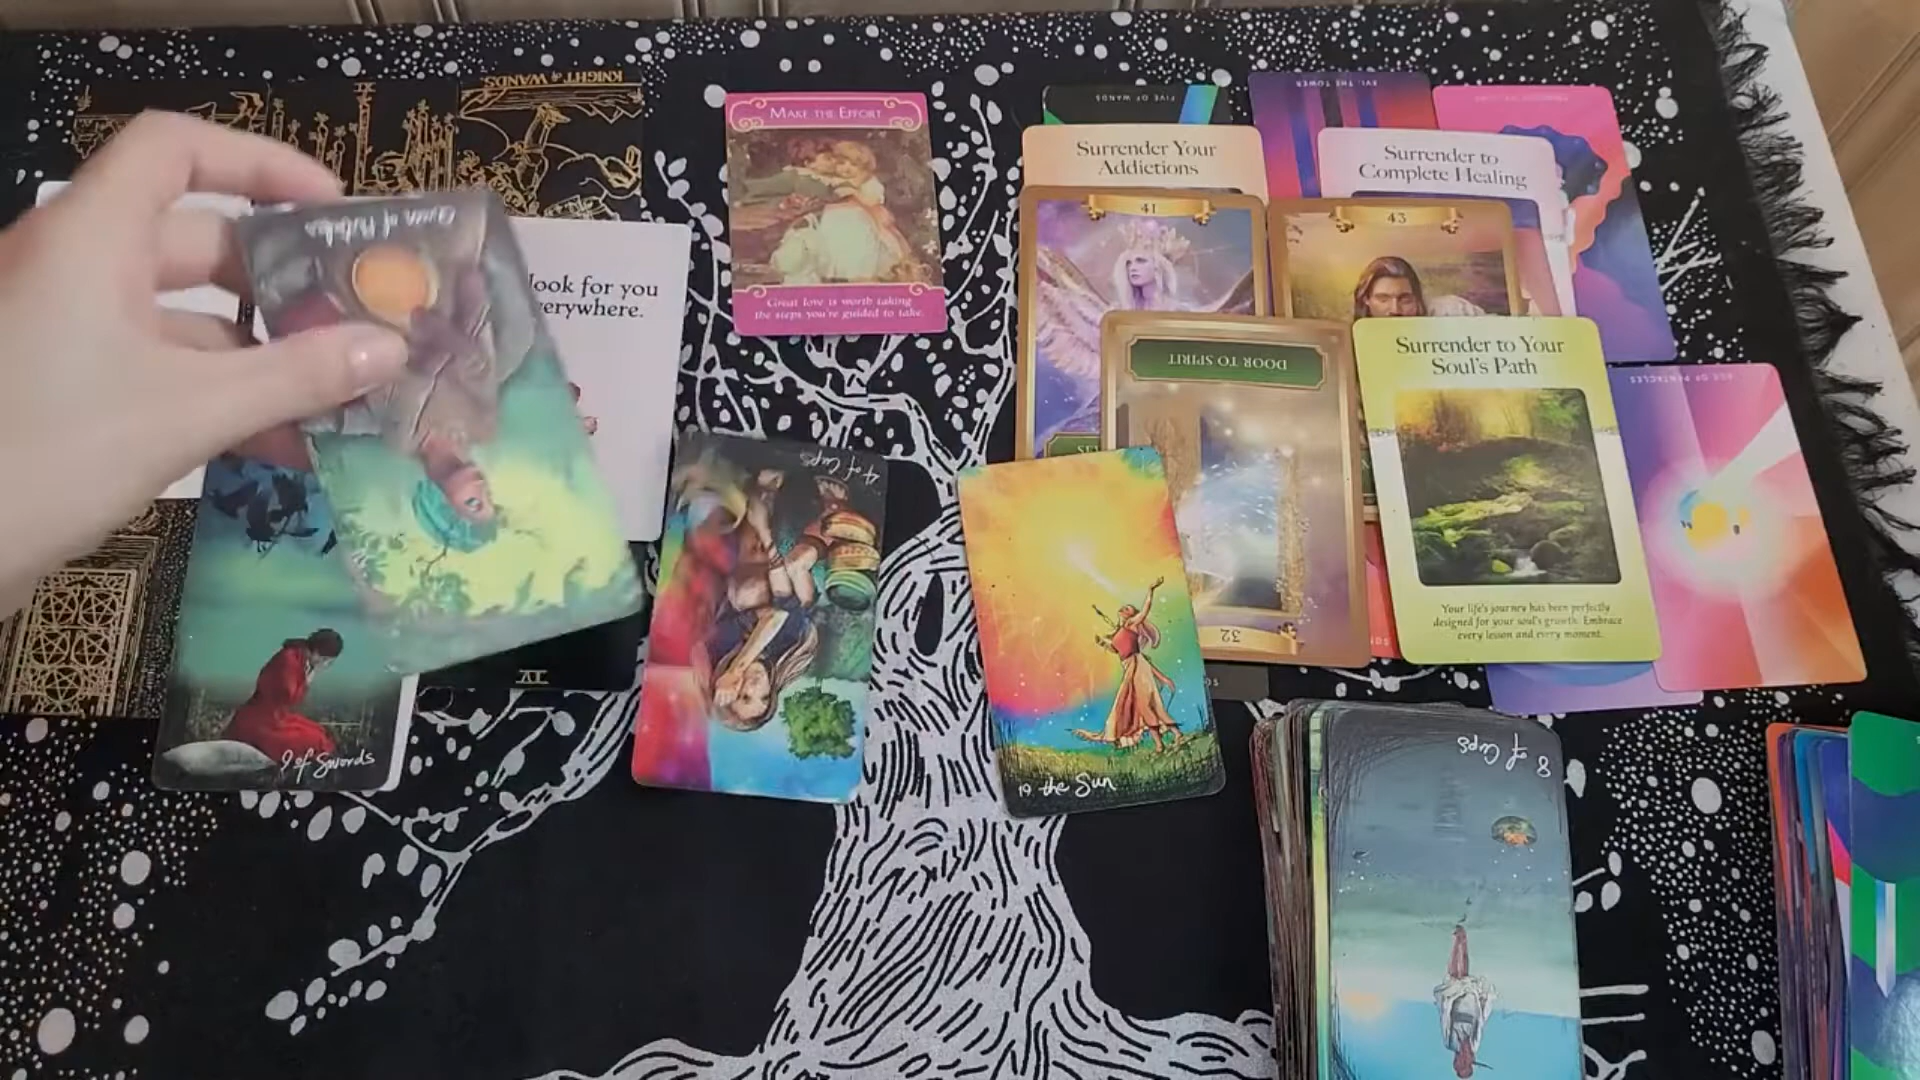 KNIGHT of WANDS.
IX
MAKE THE EFFORT
Great love is worth taking
the steps you're guided to take.
FIVE OF WANDS
XVI. THE TOWER
Surrender Your
Addictions
Surrender to
Complete Healing
41
43
Queen of Pentacles
look for you
everywhere.
DOOR TO SPIRIT
32
Surrender to Your
Soul's Path
Your life's journey has been perfectly
designed for your soul's growth. Embrace
every lesson and every moment.
ACE OF PENTACLES
4 of Cups
9 of Swords
19 the Sun
8 of Cups